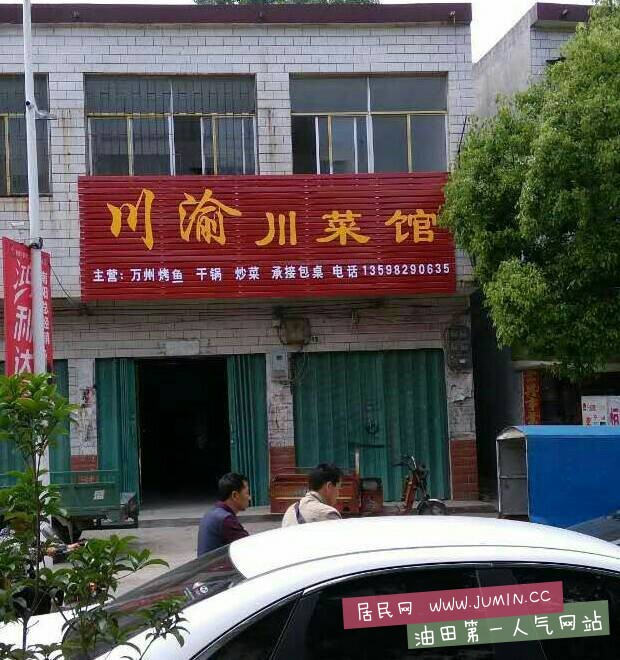 川渝川菜馆
主营：万州烤鱼 干锅 炒菜 承接包桌 电话13598290635
居民网 WWW.JUMIN.CC
油田第一人气网站